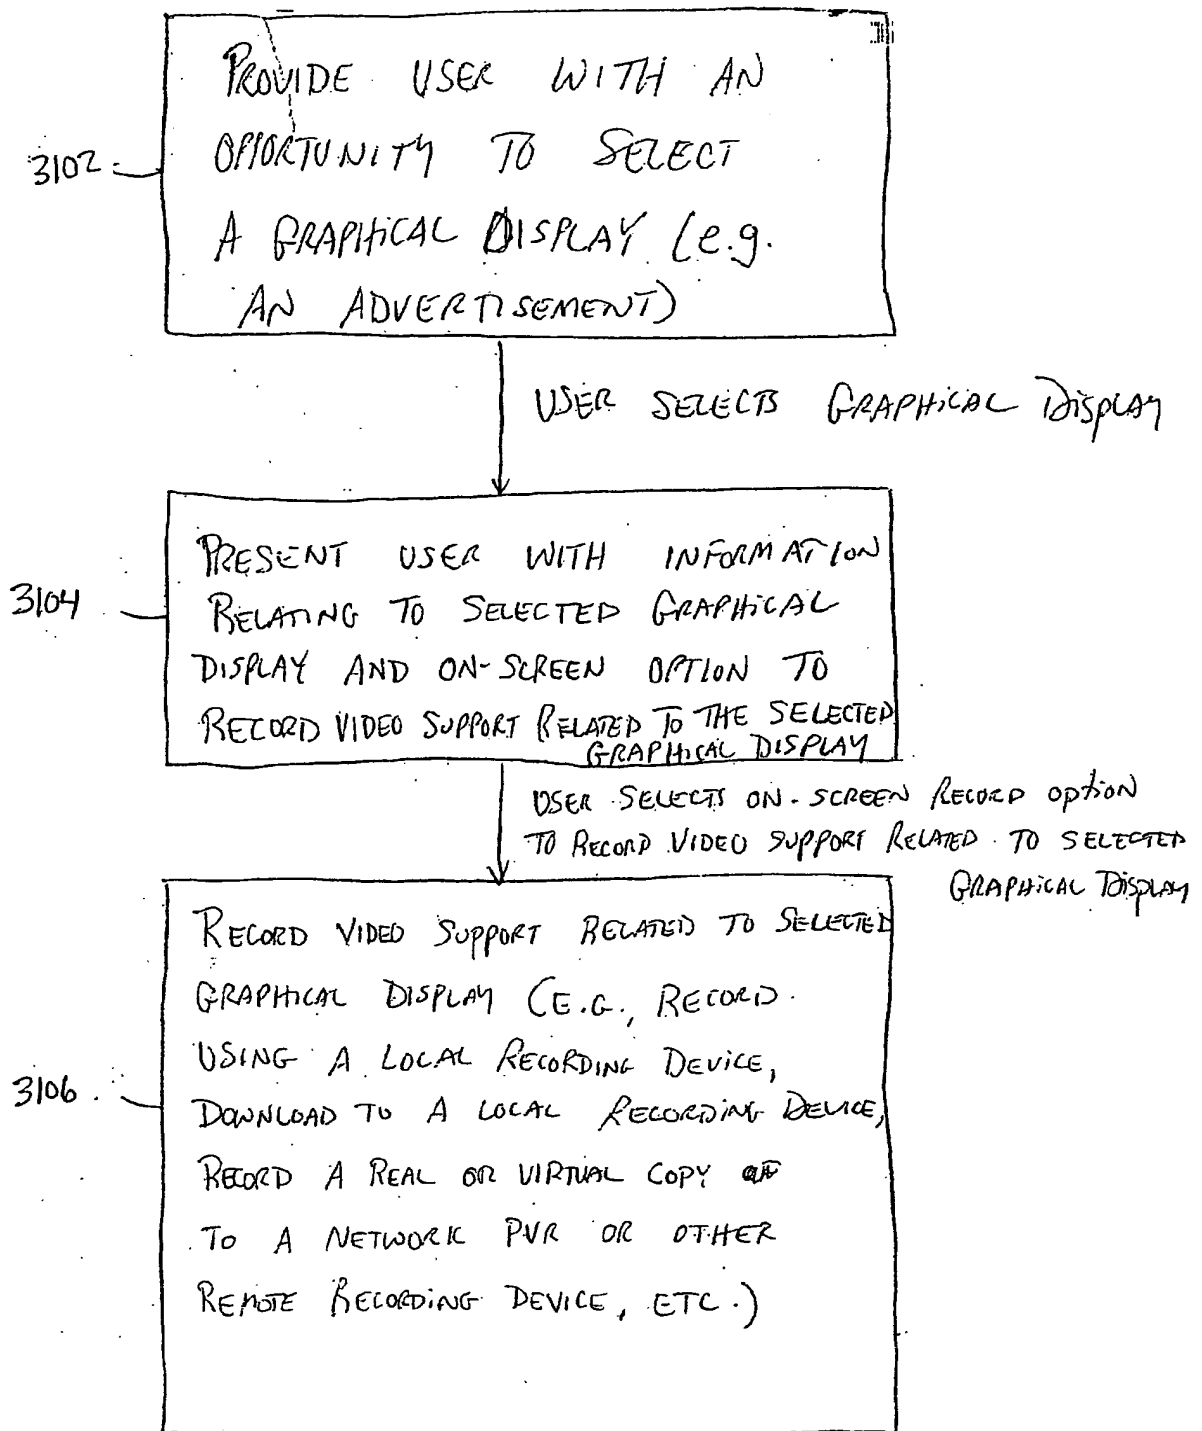 PROVIDE USER WITH AN
OPPORTUNITY TO SELECT
A GRAPHICAL DISPLAY (e.g.
AN ADVERTISEMENT)
3102
USER SELECTS GRAPHICAL DISPLAY
PRESENT USER WITH INFORMATION
RELATING TO SELECTED GRAPHICAL
DISPLAY AND ON-SCREEN OPTION TO
RECORD VIDEO SUPPORT RELATED TO THE SELECTED
GRAPHICAL DISPLAY
3104
USER SELECTS ON-SCREEN RECORD OPTION
TO RECORD VIDEO SUPPORT RELATED TO SELECTED
GRAPHICAL DISPLAY
RECORD VIDEO SUPPORT RELATED TO SELECTED
GRAPHICAL DISPLAY (E.G., RECORD
USING A LOCAL RECORDING DEVICE,
DOWNLOAD TO A LOCAL RECORDING DEVICE,
RECORD A REAL OR VIRTUAL COPY
TO A NETWORK PVR OR OTHER
REMOTE RECORDING DEVICE, ETC.)
3106